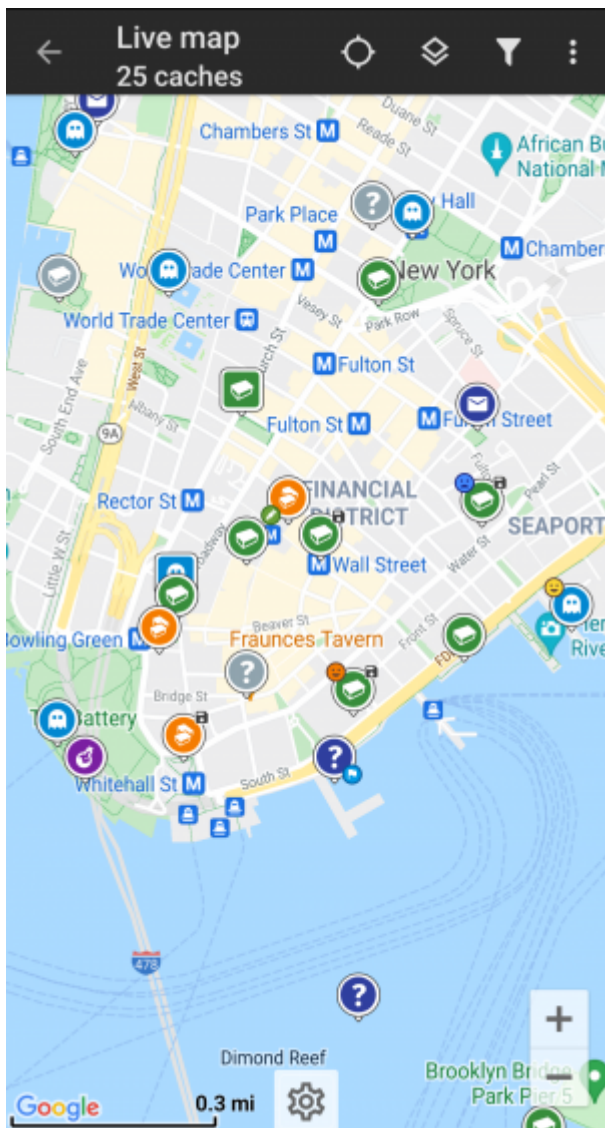 Live map
25 caches
Duane St
Chambers St M
Reade St
African Bu
National M
Park Place
M
Hall
M Chamber
Trade Center M
New York
Vesey St
Park Row
World Trade Center
Spruce St
South End Ave
West St
M Fulton St
Albany St
Fulton St M
M Fulton Street
9A
Pearl St
FINANCIAL
DISTRICT
Rector St M
SEAPORT
Water St
M Wall Street
Little W St
Beaver St
Front St
Bowling Green M
Fraunces Tavern
River
Bridge St
Battery
Whitehall St M
South St
478
Dimond Reef
Brooklyn Bridge
Park Pier 5
Google
0.3 mi